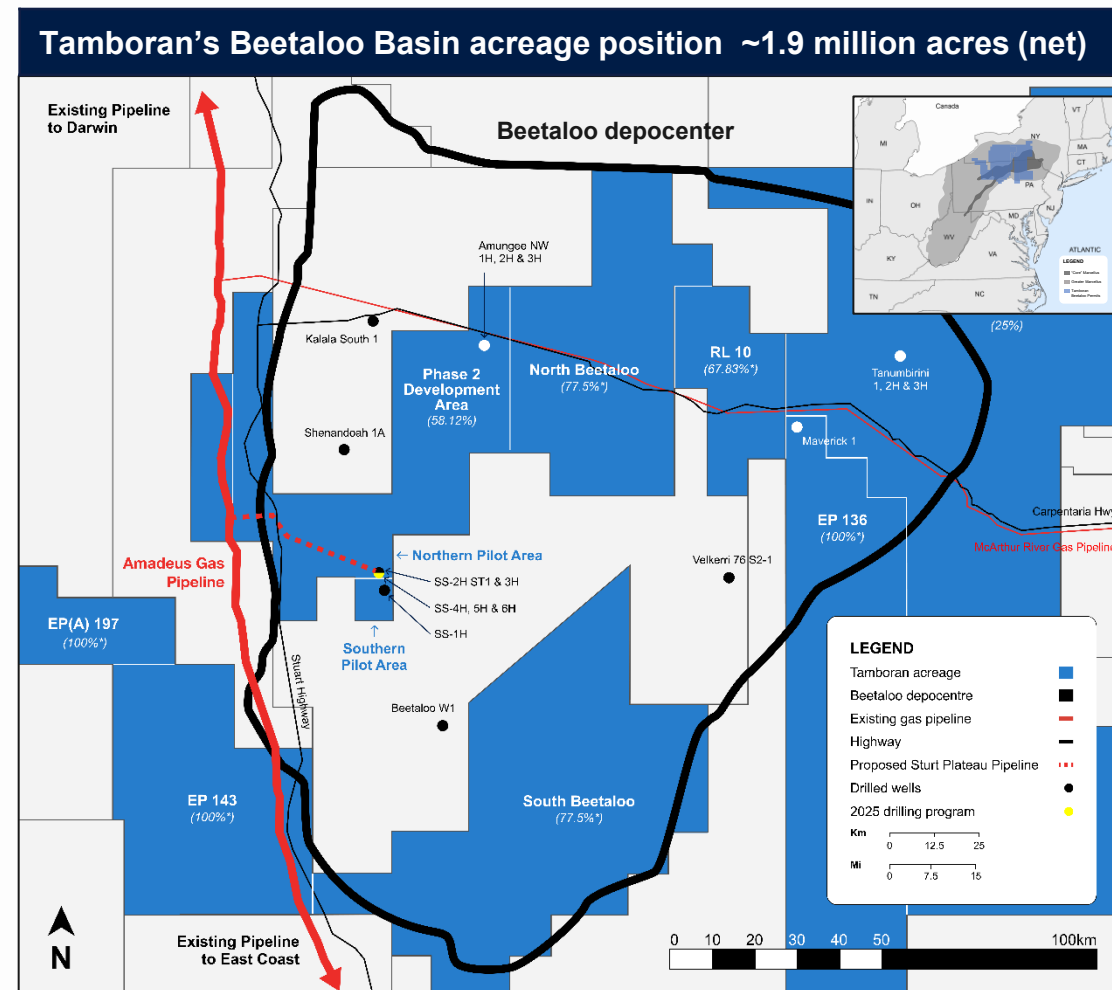 Tamboran's Beetaloo Basin acreage position ~1.9 million acres (net)
Existing Pipeline
to Darwin
Beetaloo depocenter
Canada
VT
NY
MI
MA
CT
PA
IN
OH
NJ
MD
WV
KY
VA
ATLANTIC
TN
NC
LEGEND
"Core" Marcellus
Greater Marcellus
Tamboran
Beetaloo Permits
Amungee NW
1H, 2H & 3H
(25%)
Kalala South 1
Phase 2
Development
Area
(58.12%)
North Beetaloo
(77.5%*)
RL 10
(67.83%*)
Tanumbirini
1, 2H & 3H
Shenandoah 1A
Maverick 1
EP 136
(100%*)
Carpentaria Hwy
McArthur River Gas Pipeline
Amadeus Gas
Pipeline
Northern Pilot Area
SS-2H ST1 & 3H
SS-4H, 5H & 6H
SS-1H
Velkerri 76 S2-1
EP(A) 197
(100%*)
Southern
Pilot Area
Stuart Highway
Beetaloo W1
EP 143
(100%*)
South Beetaloo
(77.5%*)
LEGEND
Tamboran acreage
Beetaloo depocentre
Existing gas pipeline
Highway
Proposed Sturt Plateau Pipeline
Drilled wells
2025 drilling program
Km
0 12.5 25
Mi
0 7.5 15
N
Existing Pipeline
to East Coast
0 10 20 30 40 50 100km